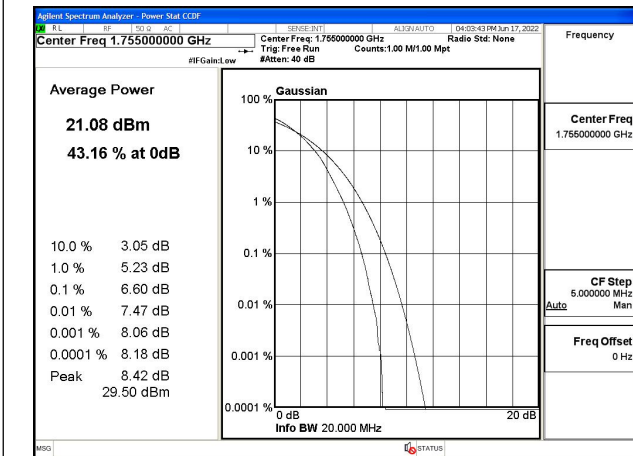 Agilent Spectrum Analyzer - Power Stat CCDF
LXI RL RF 50 Ω AC SENSE:INT ALIGNAUTO 04:03:43 PM Jun 17, 2022
Center Freq 1.755000000 GHz
Center Freq: 1.755000000 GHz Radio Std: None
Trig: Free Run Counts:1.00 M/1.00 Mpt
#IFGain:Low #Atten: 40 dB
Frequency
Average Power
21.08 dBm
43.16 % at 0dB
10.0 % 3.05 dB
1.0 % 5.23 dB
0.1 % 6.60 dB
0.01 % 7.47 dB
0.001 % 8.06 dB
0.0001 % 8.18 dB
Peak 8.42 dB
29.50 dBm
Gaussian
100 %
10 %
1 %
0.1 %
0.01 %
0.001 %
0.0001 %
0 dB 20 dB
Info BW 20.000 MHz
Center Freq
1.755000000 GHz
CF Step
5.000000 MHz
Auto Man
Freq Offset
0 Hz
MSG STATUS